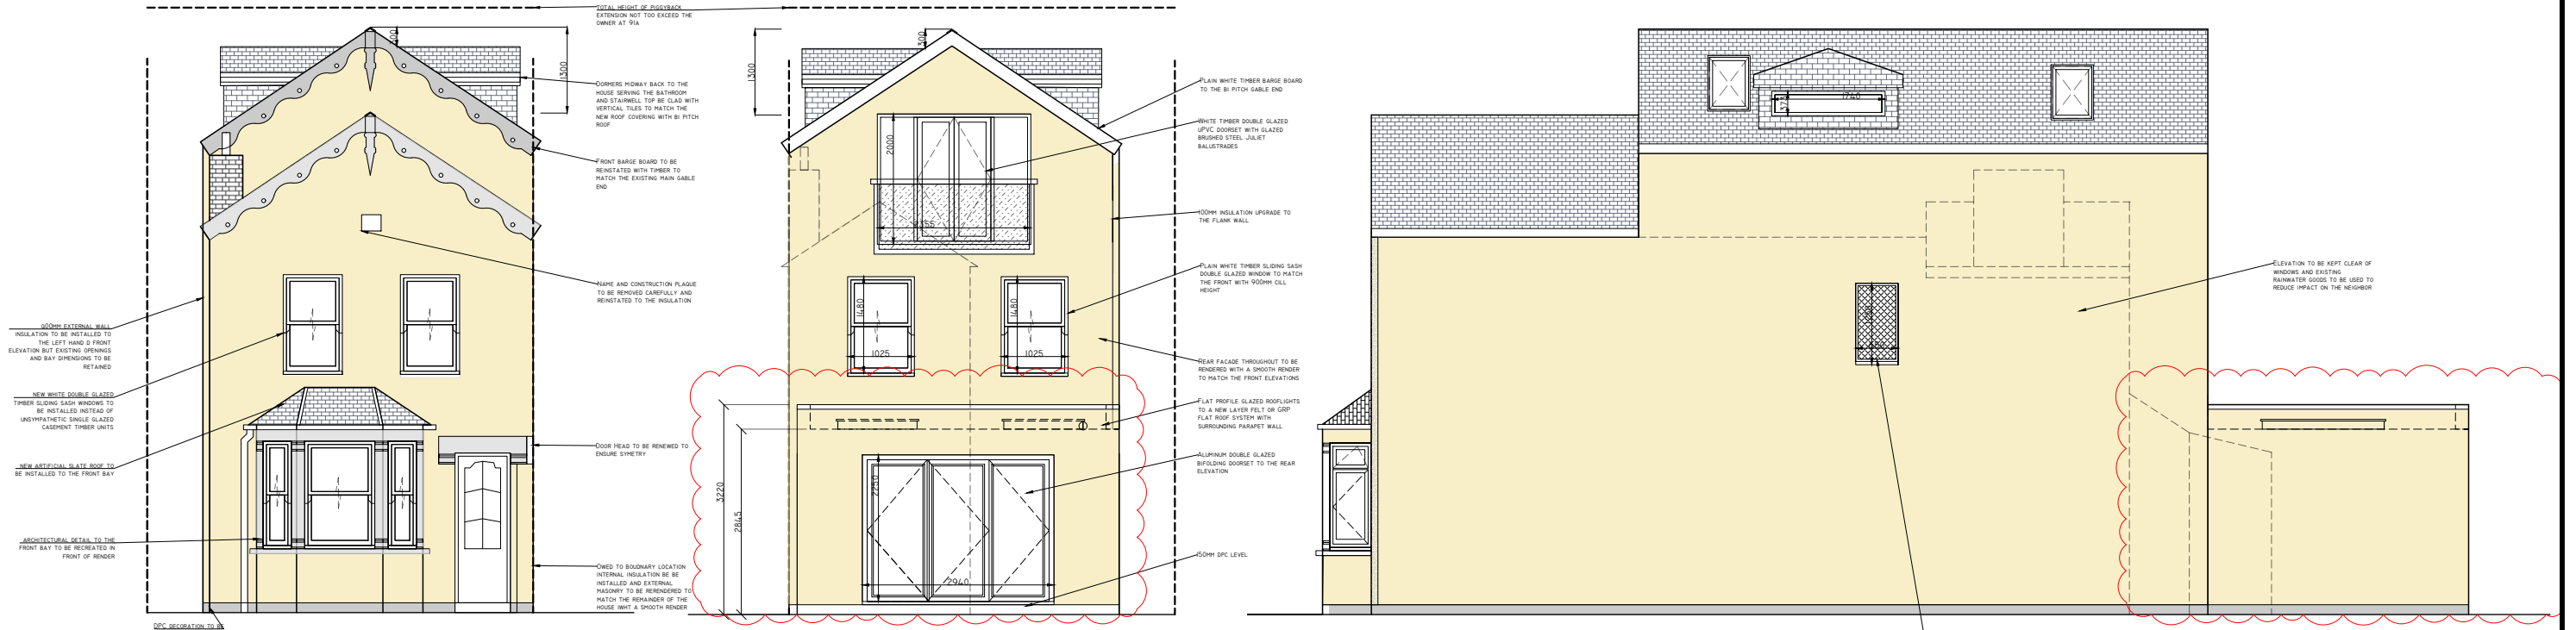 TOTAL HEIGHT OF PIGGYBACK
EXTENSION NOT TOO EXCEED THE
OWNER AT 91A
300
1300
DORMERS MIDWAY BACK TO THE
HOUSE SERVING THE BATHROOM
AND STAIRWELL TOP BE CLAD WITH
VERTICAL TILES TO MATCH THE
NEW ROOF COVERING WITH BI PITCH
ROOF
FRONT BARGE BOARD TO BE
REINSTATED WITH TIMBER TO
MATCH THE EXISTING MAIN GABLE
END
NAME AND CONSTRUCTION PLAQUE
TO BE REMOVED CAREFULLY AND
REINSTATED TO THE INSULATION
900MM EXTERNAL WALL
INSULATION TO BE INSTALLED TO
THE LEFT HAND D FRONT
ELEVATION BUT EXISTING OPENINGS
AND BAY DIMENSIONS TO BE
RETAINED
NEW WHITE DOUBLE GLAZED
TIMBER SLIDING SASH WINDOWS TO
BE INSTALLED INSTEAD OF
UNSYMPATHETIC SINGLE GLAZED
CASEMENT TIMBER UNITS
NEW ARTIFICIAL SLATE ROOF TO
BE INSTALLED TO THE FRONT BAY
ARCHITECTURAL DETAIL TO THE
FRONT BAY TO BE RECREATED IN
FRONT OF RENDER
DPC DECORATION TO BE
DOOR HEAD TO BE RENEWED TO
ENSURE SYMETRY
OWED TO BOUDNARY LOCATION
INTERNAL INSULATION BE BE
INSTALLED AND EXTERNAL
MASONRY TO BE RERENDERED TO
MATCH THE REMAINDER OF THE
HOUSE IWHT A SMOOTH RENDER
1300
300
2000
2355
1480
1480
1025
1025
3220
2845
2250
2940
PLAIN WHITE TIMBER BARGE BOARD
TO THE BI PITCH GABLE END
WHITE TIMBER DOUBLE GLAZED
UPVC DOORSET WITH GLAZED
BRUSHED STEEL JULIET
BALUSTRADES
100MM INSULATION UPGRADE TO
THE FLANK WALL
PLAIN WHITE TIMBER SLIDING SASH
DOUBLE GLAZED WINDOW TO MATCH
THE FRONT WITH 900MM CILL
HEIGHT
REAR FACADE THROUGHOUT TO BE
RENDERED WITH A SMOOTH RENDER
TO MATCH THE FRONT ELEVATIONS
FLAT PROFILE GLAZED ROOFLIGHTS
TO A NEW LAYER FELT OR GRP
FLAT ROOF SYSTEM WITH
SURROUNDING PARAPET WALL
ALUMINUM DOUBLE GLAZED
BIFOLDING DOORSET TO THE REAR
ELEVATION
150MM DPC LEVEL
1740
373
ELEVATION TO BE KEPT CLEAR OF
WINDOWS AND EXISTING
RAINWATER GOODS TO BE USED TO
REDUCE IMPACT ON THE NEIGHBOR